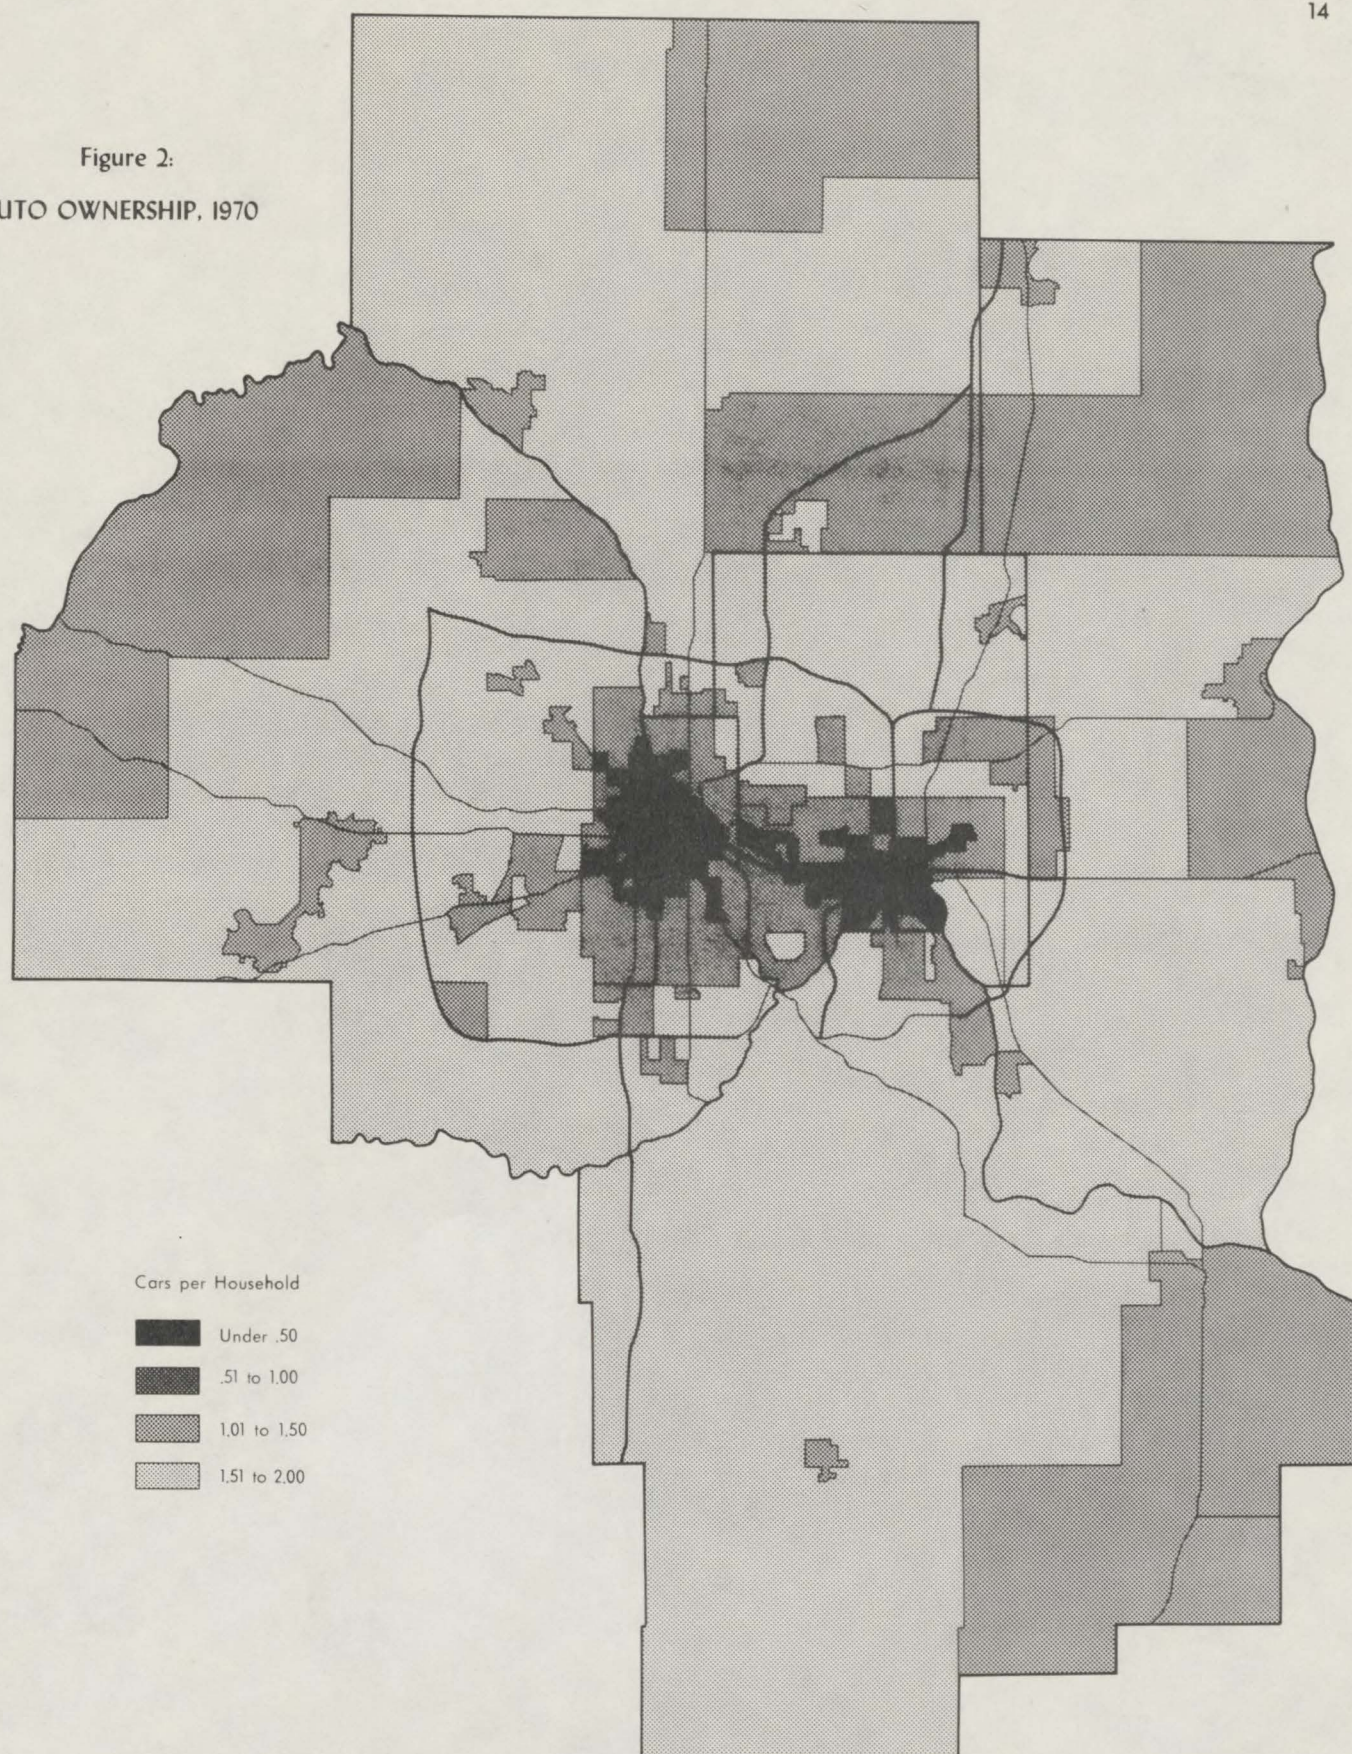 14
Figure 2:
UTO OWNERSHIP, 1970
Cars per Household
Under .50
.51 to 1.00
1.01 to 1.50
1.51 to 2.00